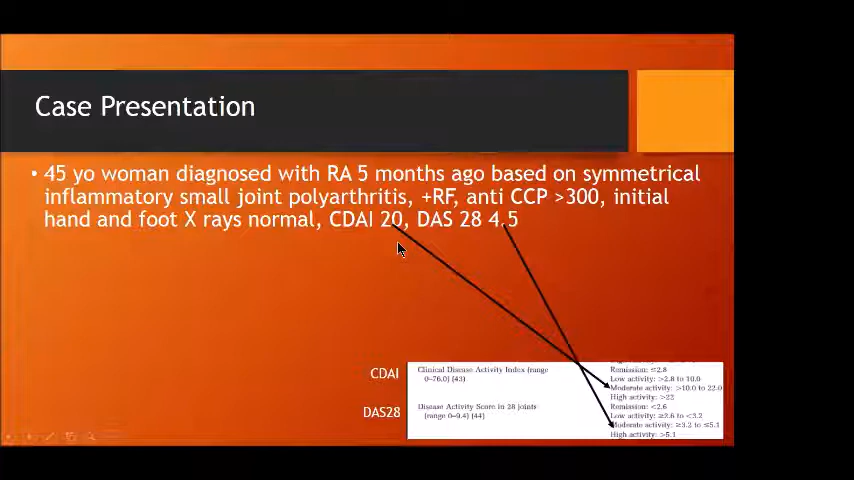 Case Presentation
• 45 yo woman diagnosed with RA 5 months ago based on symmetrical
inflammatory small joint polyarthritis, +RF, anti CCP >300, initial
hand and foot X rays normal, CDAI 20, DAS 28 4.5
CDAI
Clinical Disease Activity Index (range
0–76.0) (43)
Remission: ≤2.8
Low activity: >2.8 to 10.0
Moderate activity: >10.0 to 22.0
High activity: >22
DAS28
Disease Activity Score in 28 joints
(range 0–9.4) (44)
Remission: <2.6
Low activity: ≥2.6 to <3.2
Moderate activity: ≥3.2 to ≤5.1
High activity: >5.1